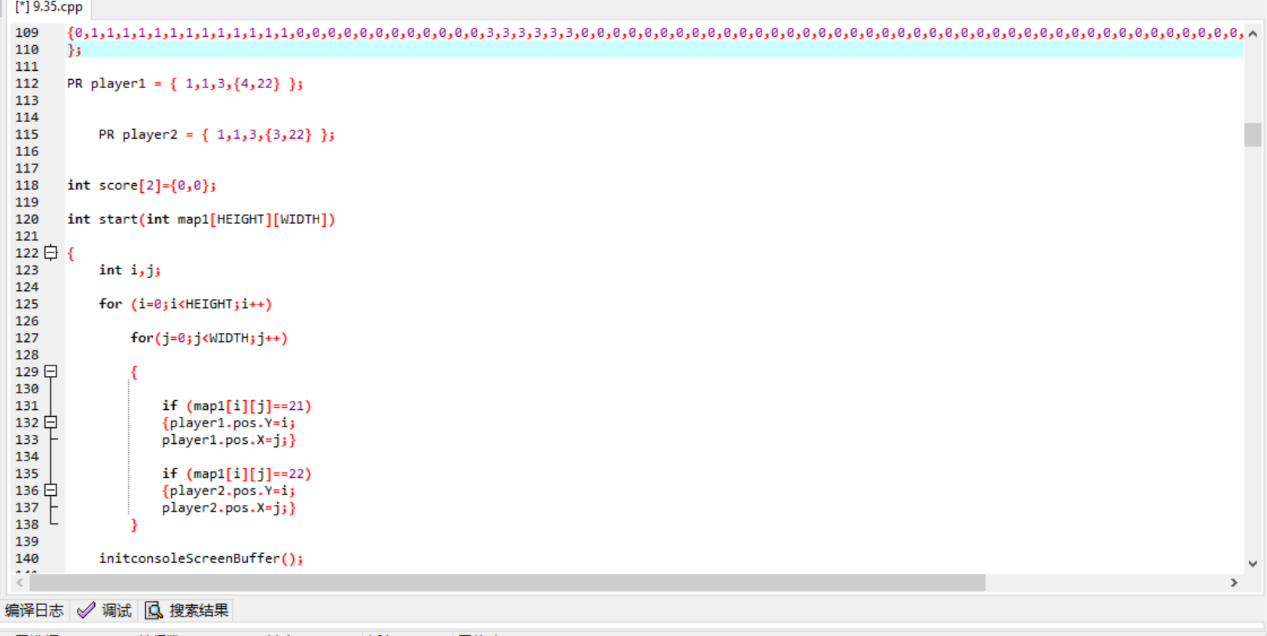 [*] 9.35.cpp
109 {0,1,1,1,1,1,1,1,1,1,1,1,1,1,1,0,0,0,0,0,0,0,0,0,0,0,0,3,3,3,3,3,3,0,0,0,0,0,0,0,0,0,0,0,0,0,0,0,0,0,0,0,0,0,0,0,0,0,0,0,0,0,0,0,0,0,0,0,0,0,0,0,0,0,0,
110 };
111
112 PR player1 = { 1,1,3,{4,22} };
113
114
115 PR player2 = { 1,1,3,{3,22} };
116
117
118 int score[2]={0,0};
119
120 int start(int map1[HEIGHT][WIDTH])
121
122 {
123 int i,j;
124
125 for (i=0;i<HEIGHT;i++)
126
127 for(j=0;j<WIDTH;j++)
128
129 {
130
131 if (map1[i][j]==21)
132 {player1.pos.Y=i;
133 player1.pos.X=j;}
134
135 if (map1[i][j]==22)
136 {player2.pos.Y=i;
137 player2.pos.X=j;}
138 }
139
140 initconsoleScreenBuffer();
编译日志 调试 搜索结果